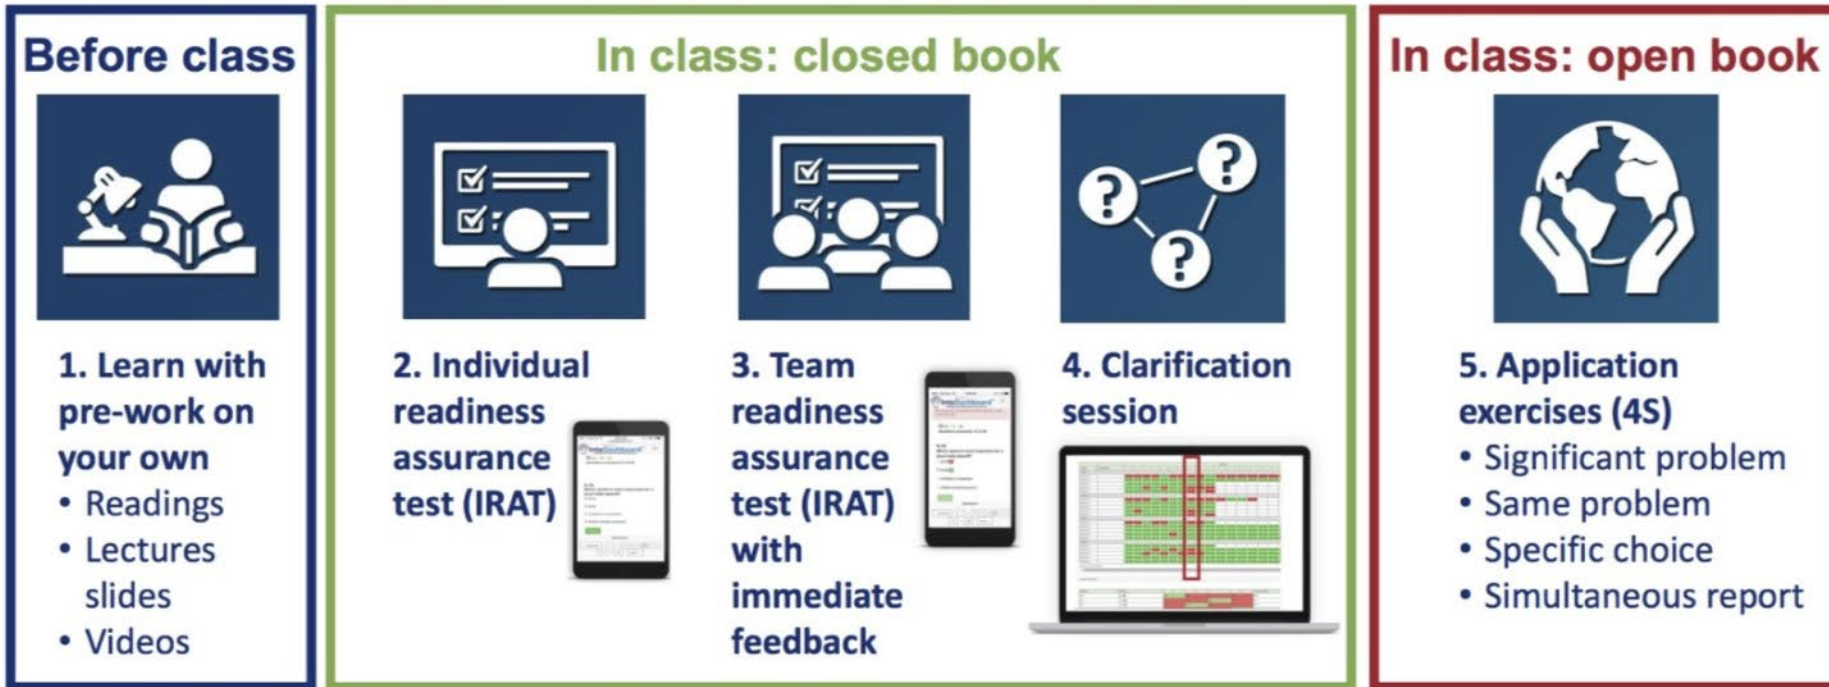 Before class
1. Learn with
pre-work on
your own
• Readings
• Lectures
slides
• Videos
In class: closed book
2. Individual
readiness
assurance
test (IRAT)
3. Team
readiness
assurance
test (IRAT)
with
immediate
feedback
4. Clarification
session
In class: open book
5. Application
exercises (4S)
• Significant problem
• Same problem
• Specific choice
• Simultaneous report
? ? ?